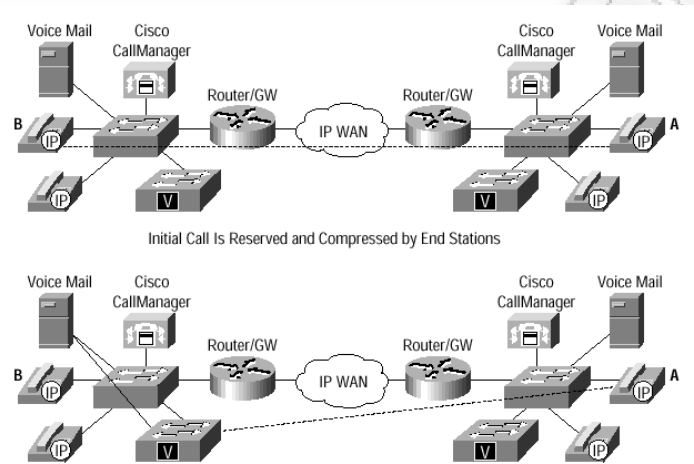 Voice Mail
Cisco
CallManager
Cisco
CallManager
Voice Mail
Router/GW
Router/GW
B
IP
IP WAN
IP
A
IP
V
V
IP
Initial Call Is Reserved and Compressed by End Stations
Voice Mail
Cisco
CallManager
Cisco
CallManager
Voice Mail
Router/GW
Router/GW
B
IP
IP WAN
IP
A
IP
V
V
IP